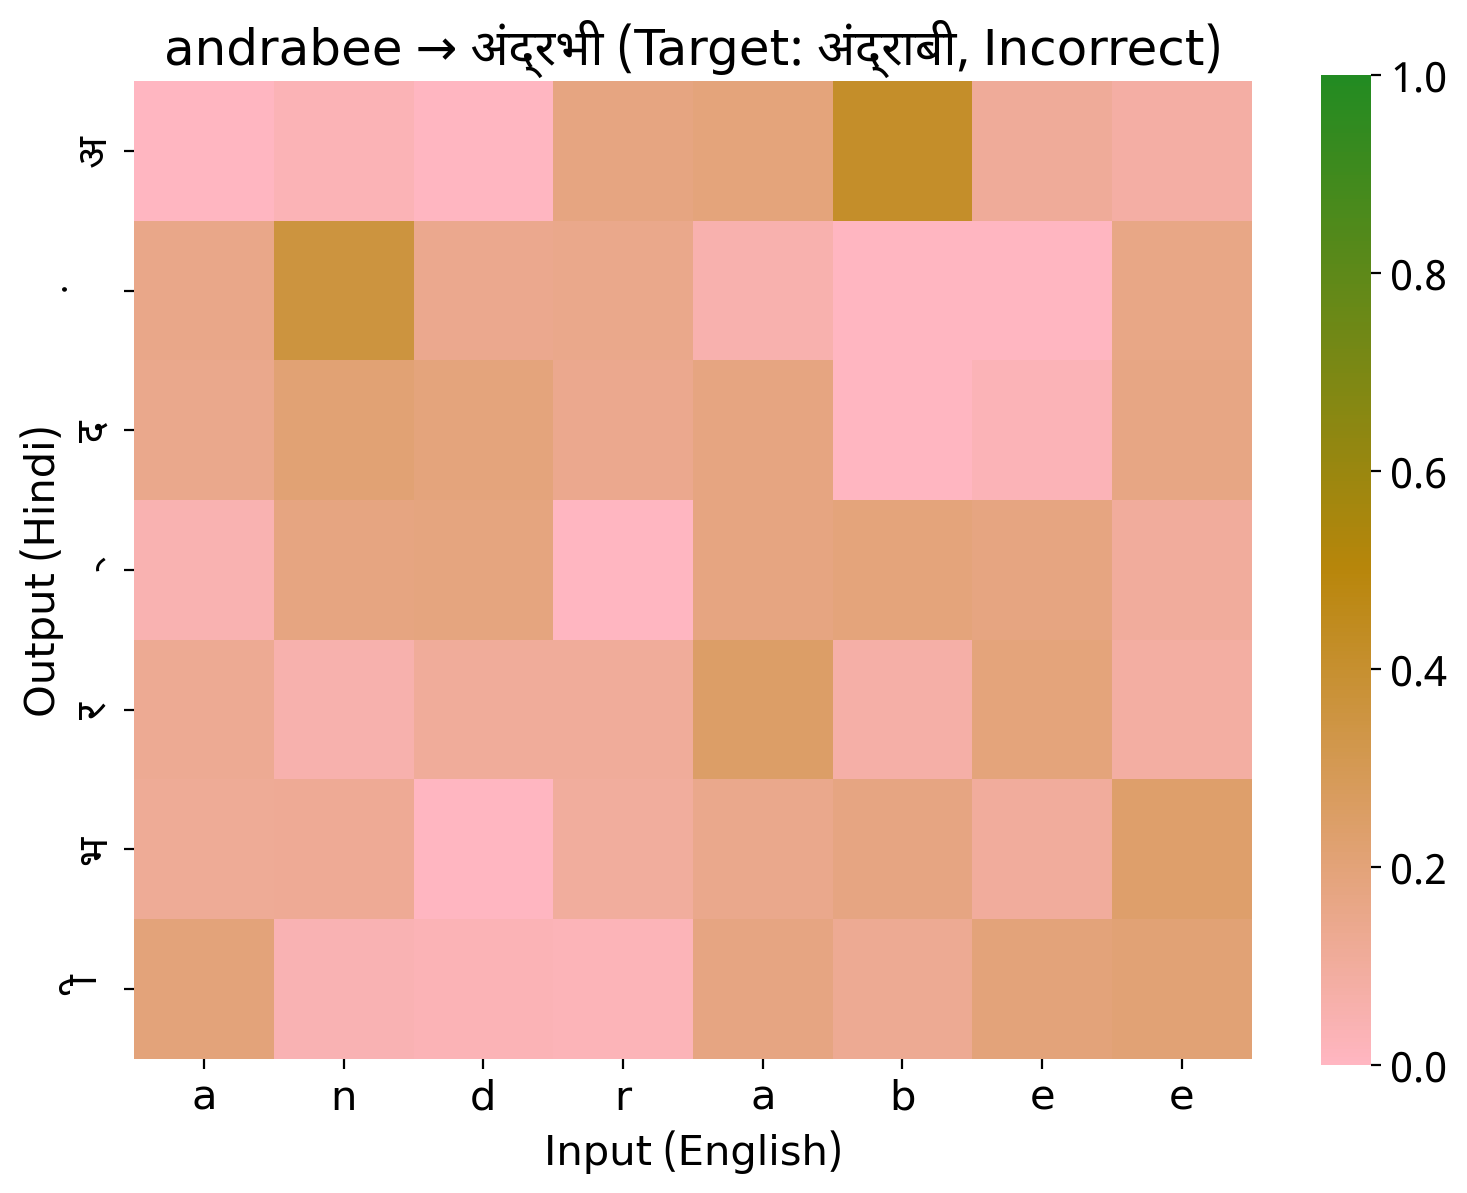 andrabee → अंद्रभी (Target: अंद्राबी, Incorrect)
Output (Hindi)
अ
ं
द
्
र
भ
ी
a n d r a b e e
Input (English)
1.0
0.8
0.6
0.4
0.2
0.0